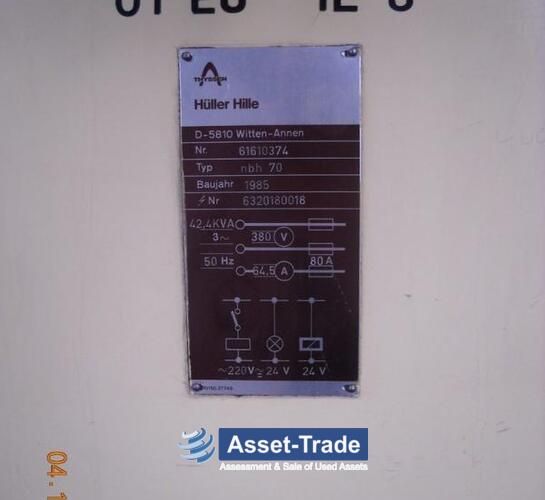 THYSSEN
Hüller Hille
D-5810 Witten-Annen
Nr. 61610374
Typ nbh 70
Baujahr 1985
Nr 6320180018
42,4KVA
3~ 380 V
50 Hz 64,5 A 80 A
~220V ≂ 24 V 24 V
Asset-Trade
Assessment & Sale of Used Assets
04.1